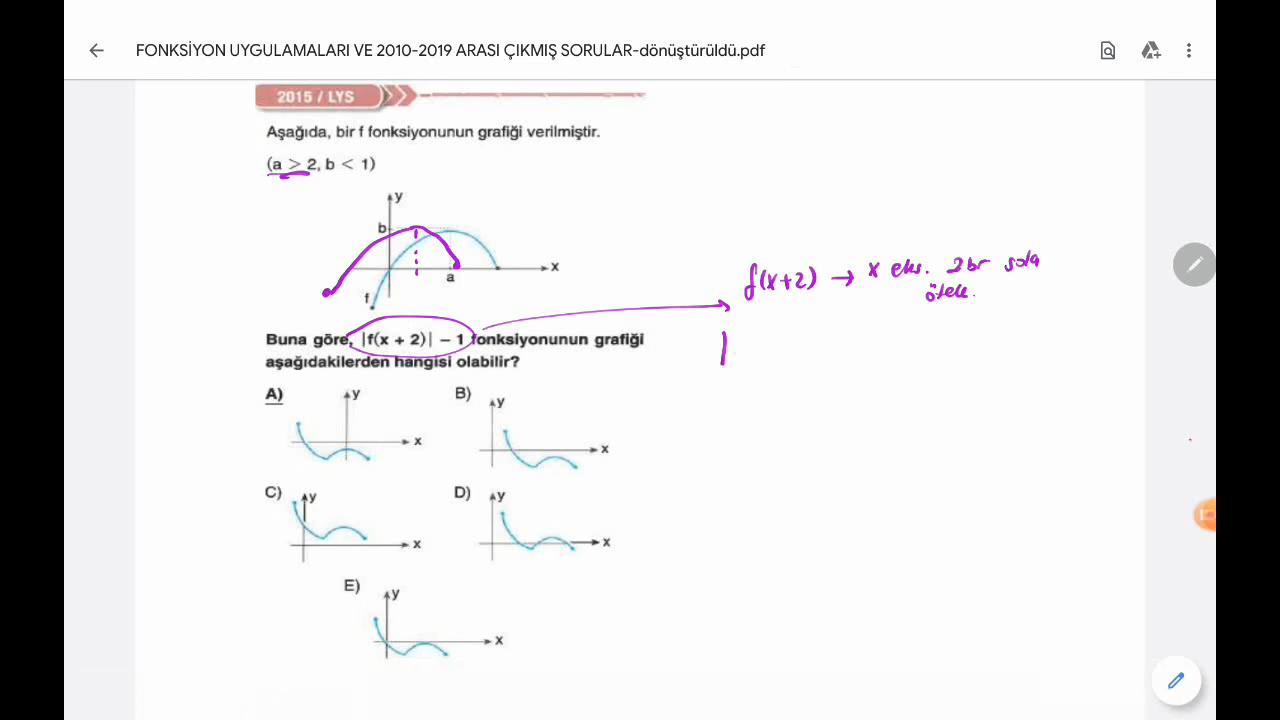 FONKSİYON UYGULAMALARI VE 2010-2019 ARASI ÇIKMIŞ SORULAR-dönüştürüldü.pdf
2015 / LYS
Aşağıda, bir f fonksiyonunun grafiği verilmiştir.
(a > 2, b < 1)
y
b
x
a
f
f(x+2) → x eks. 2br sola
ötele.
Buna göre, |f(x + 2)| − 1 fonksiyonunun grafiği
aşağıdakilerden hangisi olabilir?
A)
y
x
B)
y
x
C)
y
x
D)
y
x
E)
y
x